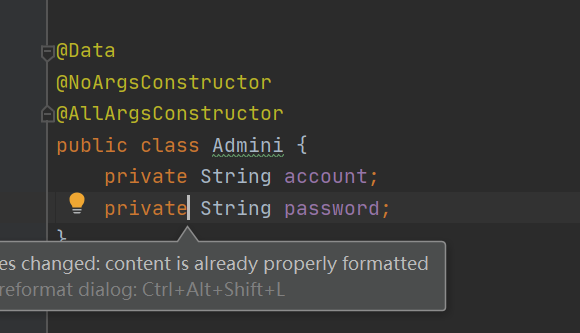 @Data
@NoArgsConstructor
@AllArgsConstructor
public class Admini {
private String account;
private String password;
}
es changed: content is already properly formatted
reformat dialog: Ctrl+Alt+Shift+L